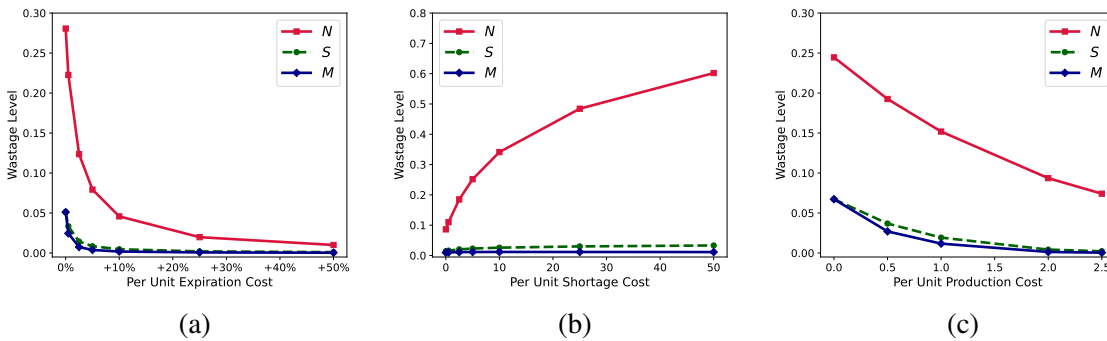 0.30
0.25
0.20
0.15
0.10
0.05
0.00
Wastage Level
N
S
M
0% +10% +20% +30% +40% +50%
Per Unit Expiration Cost
(a)
0.8
0.7
0.6
0.5
0.4
0.3
0.2
0.1
0.0
Wastage Level
N
S
M
0 10 20 30 40 50
Per Unit Shortage Cost
(b)
0.30
0.25
0.20
0.15
0.10
0.05
0.00
Wastage Level
N
S
M
0.0 0.5 1.0 1.5 2.0 2.5
Per Unit Production Cost
(c)